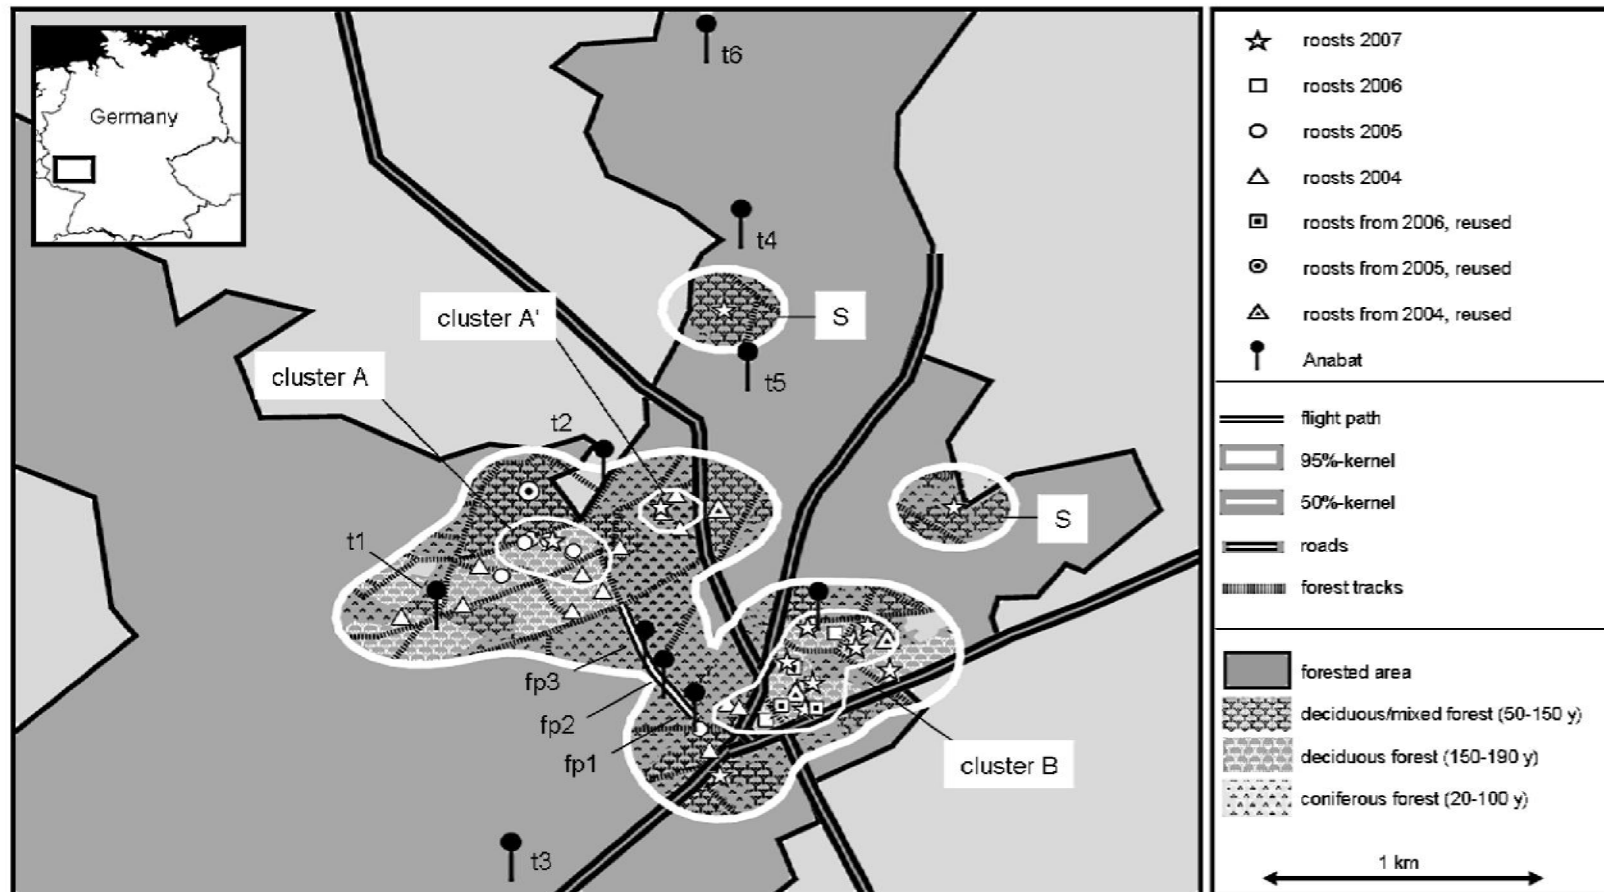 Germany
t6
t4
cluster A'
S
cluster A
t5
t2
S
t1
fp3
fp2
fp1
cluster B
t3
roosts 2007
roosts 2006
roosts 2005
roosts 2004
roosts from 2006, reused
roosts from 2005, reused
roosts from 2004, reused
Anabat
flight path
95%-kernel
50%-kernel
roads
forest tracks
forested area
deciduous/mixed forest (50-150 y)
deciduous forest (150-190 y)
coniferous forest (20-100 y)
1 km